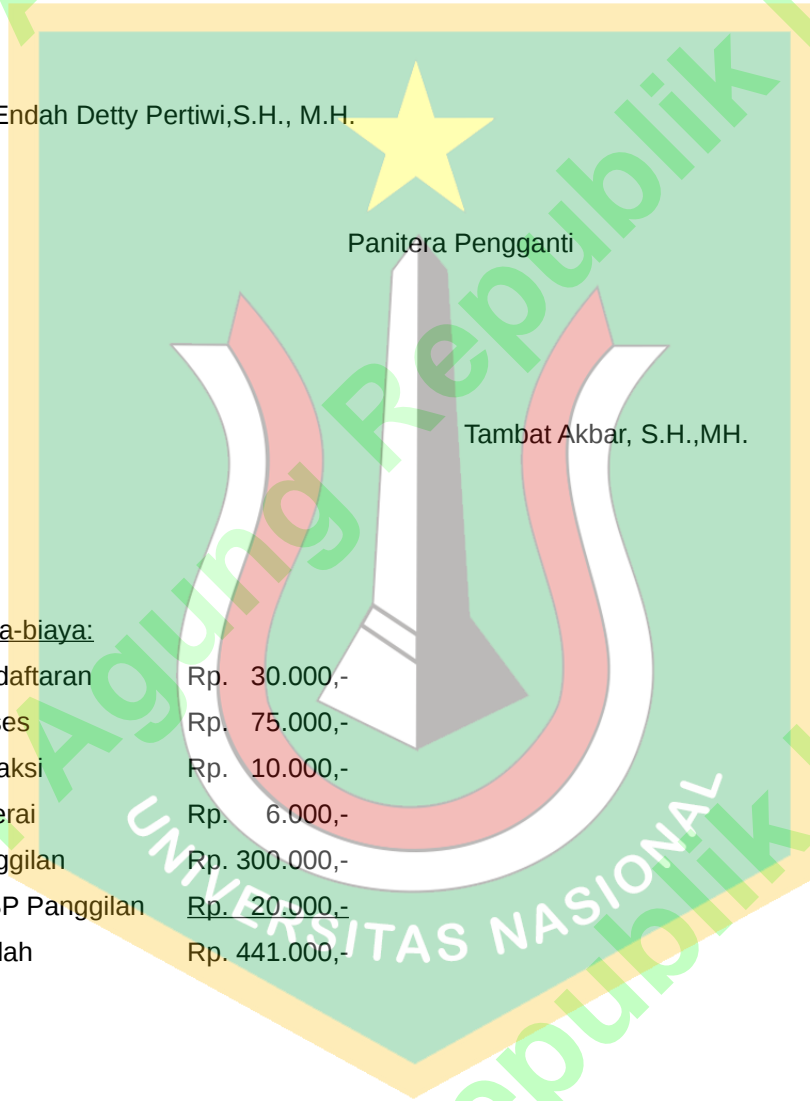 Endah Detty Pertiwi,S.H., M.H.
Panitera Pengganti
Tambat Akbar, S.H.,MH.
a-biaya:
daftaran Rp. 30.000,-
ses Rp. 75.000,-
aksi Rp. 10.000,-
erai Rp. 6.000,-
ggilan Rp. 300.000,-
BP Panggilan Rp. 20.000,-
lah Rp. 441.000,-
UNIVERSITAS NASIONAL
Agung Republik
Republik